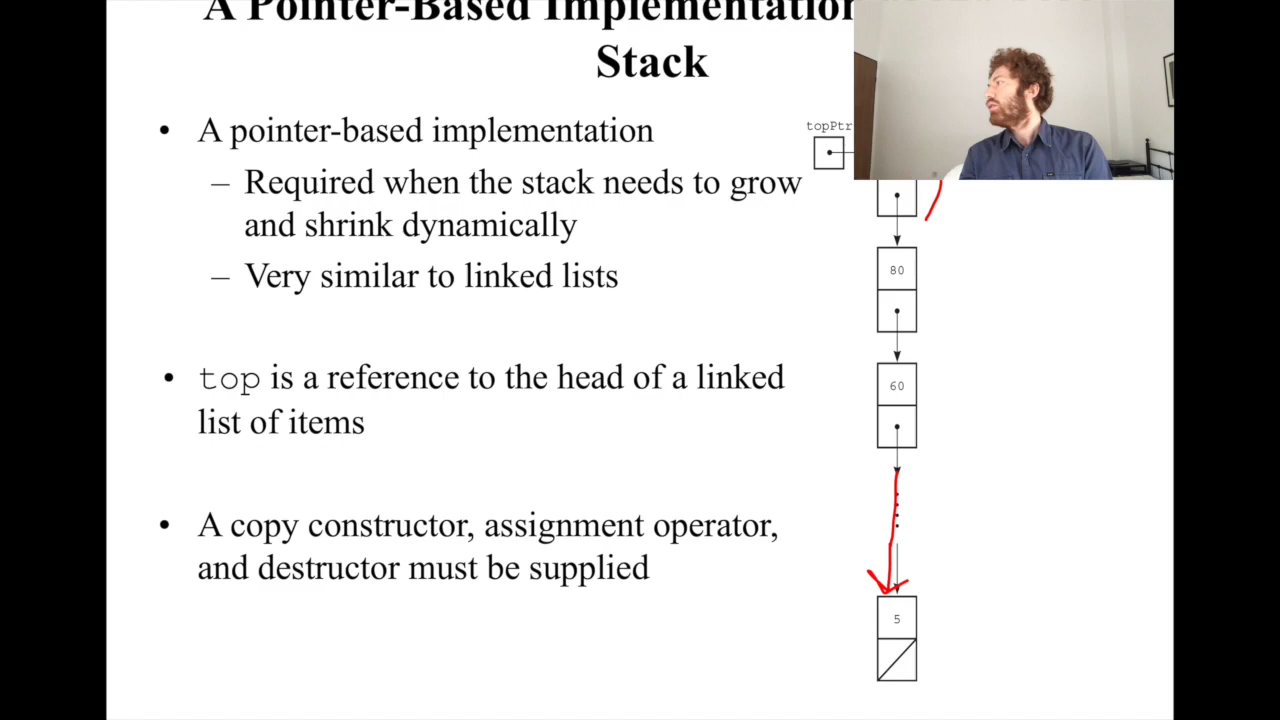 A Pointer-Based Implementation
Stack
• A pointer-based implementation
– Required when the stack needs to grow
and shrink dynamically
– Very similar to linked lists
• top is a reference to the head of a linked
list of items
• A copy constructor, assignment operator,
and destructor must be supplied
topPtr
80
60
5